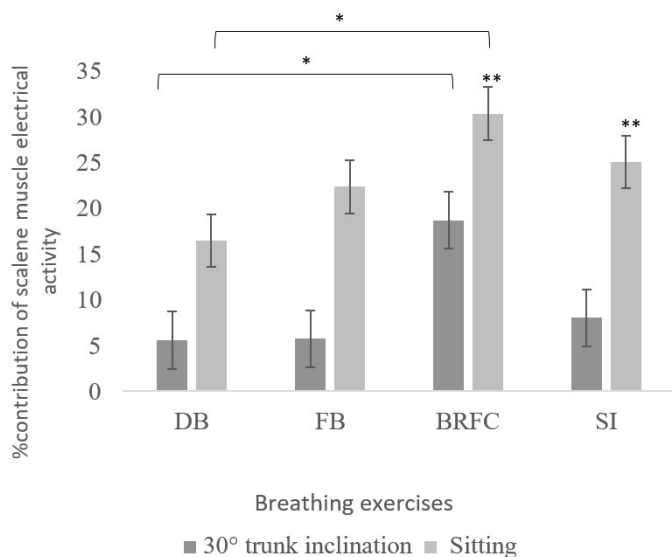 *
*
**
**
%contribution of scalene muscle electrical
activity
35
30
25
20
15
10
5
0
DB FB BRFC SI
Breathing exercises
30° trunk inclination Sitting